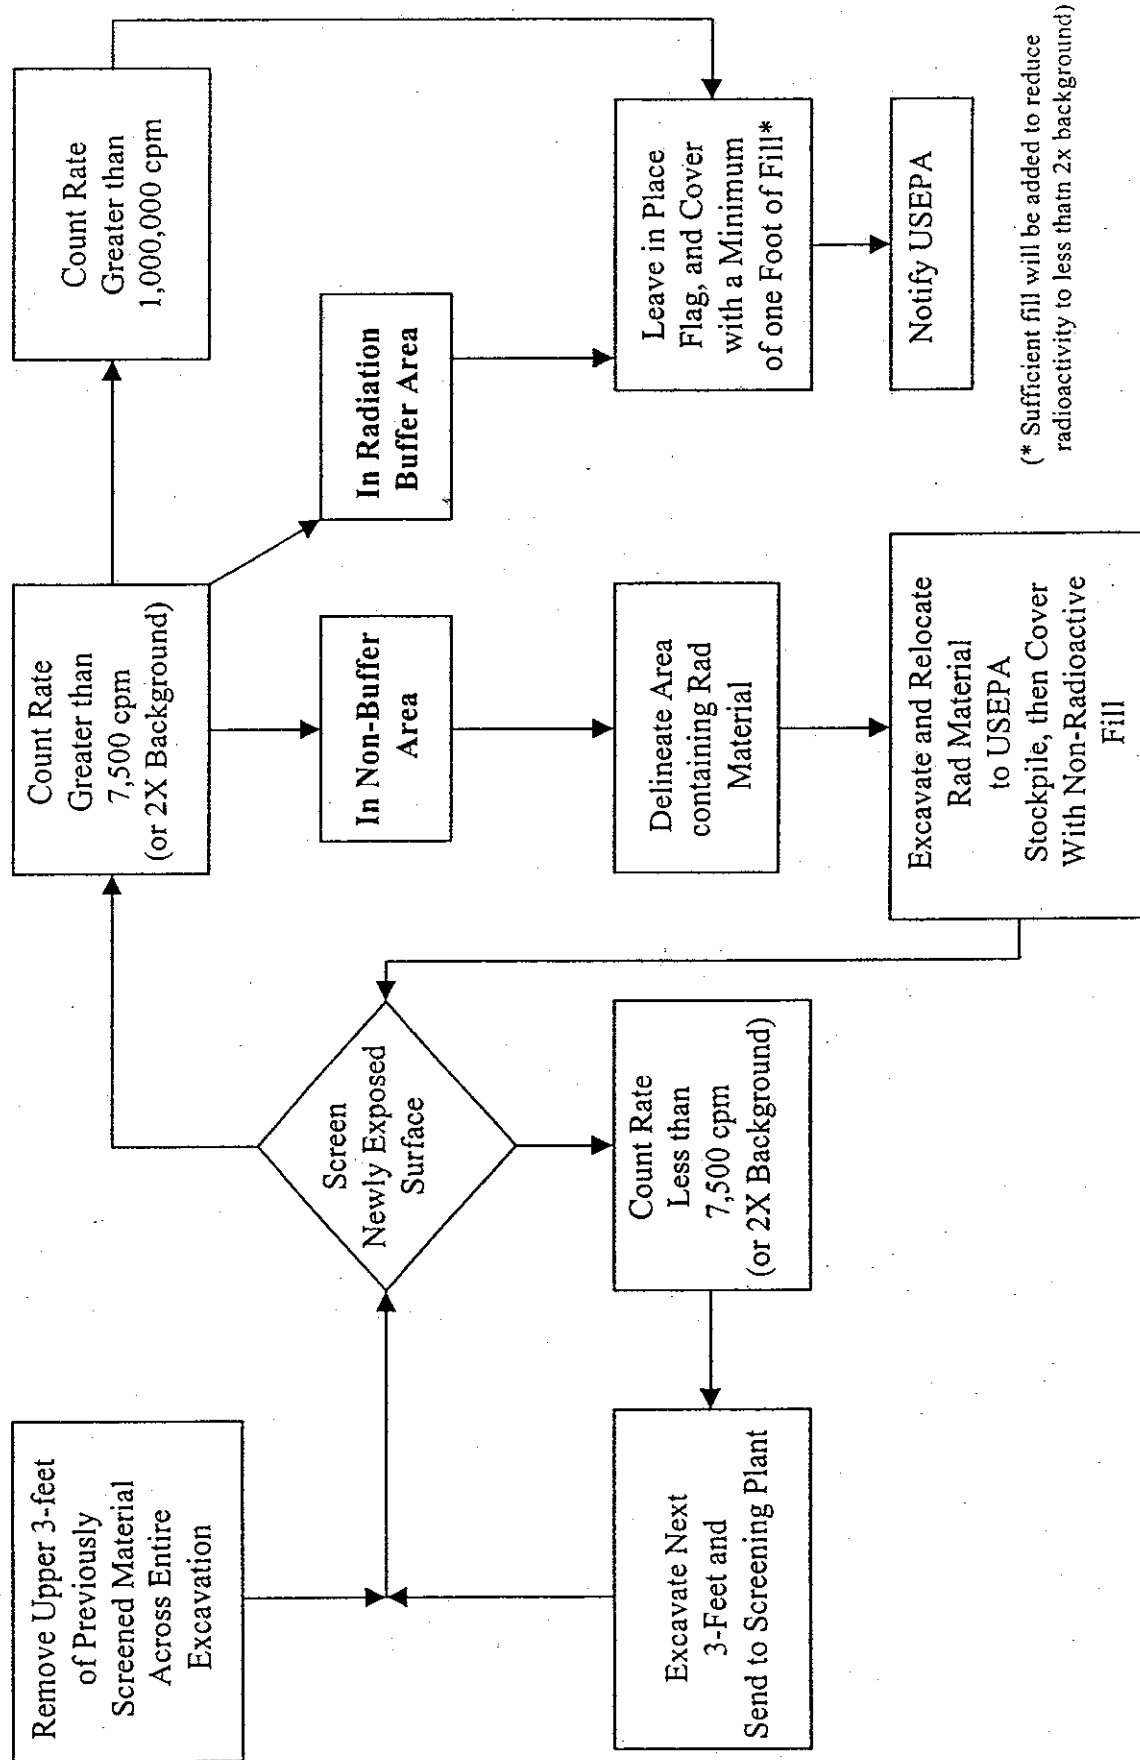 Remove Upper 3-feet
of Previously
Screened Material
Across Entire
Excavation
Screen
Newly Exposed
Surface
Count Rate
Less than
7,500 cpm
(or 2X Background)
Excavate Next
3-Feet and
Send to Screening Plant
Count Rate
Greater than
7,500 cpm
(or 2X Background)
Count Rate
Greater than
1,000,000 cpm
In Non-Buffer
Area
In Radiation
Buffer Area
Delineate Area
containing Rad
Material
Leave in Place
Flag, and Cover
with a Minimum
of one Foot of Fill*
Excavate and Relocate
Rad Material
to USEPA
Stockpile, then Cover
With Non-Radioactive
Fill
Notify USEPA
(* Sufficient fill will be added to reduce
radioactivity to less thatn 2x background)